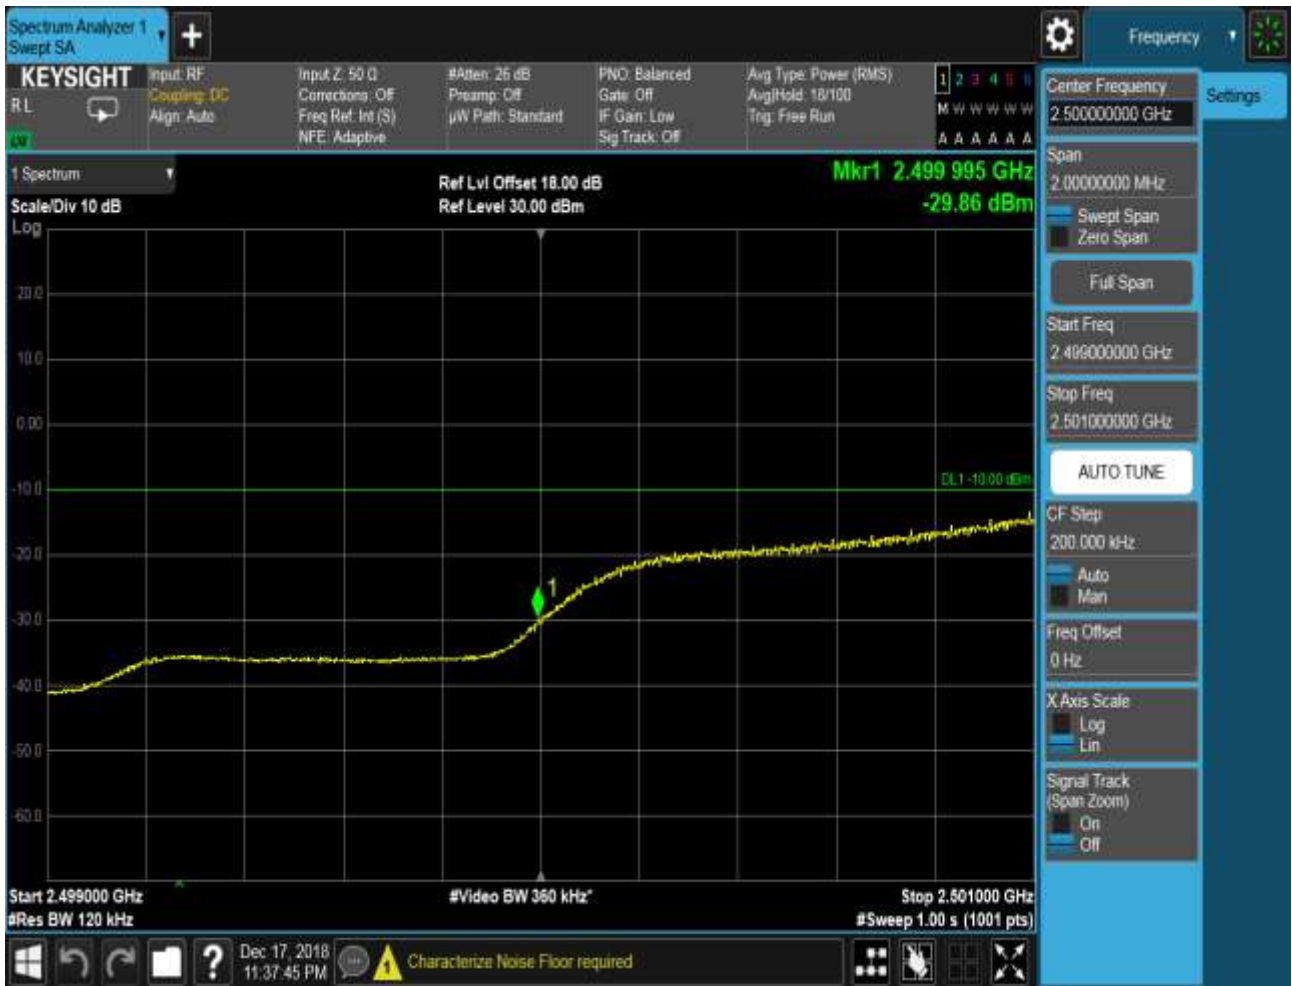 Spectrum Analyzer 1
Swept SA
Frequency
KEYSIGHT
R L
Input: RF
Coupling: DC
Align: Auto
Input Z: 50 Ω
Corrections: Off
Freq Ref: Int (S)
NFE: Adaptive
#Atten: 26 dB
Preamp: Off
µW Path: Standard
PNO: Balanced
Gate: Off
IF Gain: Low
Sig Track: Off
Avg Type: Power (RMS)
Avg|Hold: 18/100
Trig: Free Run
1 2 3 4 5 6
M W W W W W
A A A A A A
Center Frequency
2.500000000 GHz
Settings
Span
2.00000000 MHz
Swept Span
Zero Span
Full Span
Start Freq
2.499000000 GHz
Stop Freq
2.501000000 GHz
AUTO TUNE
CF Step
200.000 kHz
Auto
Man
Freq Offset
0 Hz
X Axis Scale
Log
Lin
Signal Track
(Span Zoom)
On
Off
1 Spectrum
Scale/Div 10 dB
Log
Ref Lvl Offset 18.00 dB
Ref Level 30.00 dBm
Mkr1 2.499 995 GHz
-29.86 dBm
20.0
10.0
0.00
-10.0
DL1 -10.00 dBm
-20.0
1
-30.0
-40.0
-50.0
-60.0
Start 2.499000 GHz
#Video BW 360 kHz*
Stop 2.501000 GHz
#Res BW 120 kHz
#Sweep 1.00 s (1001 pts)
?
Dec 17, 2018
11:37:45 PM
1
Characterize Noise Floor required